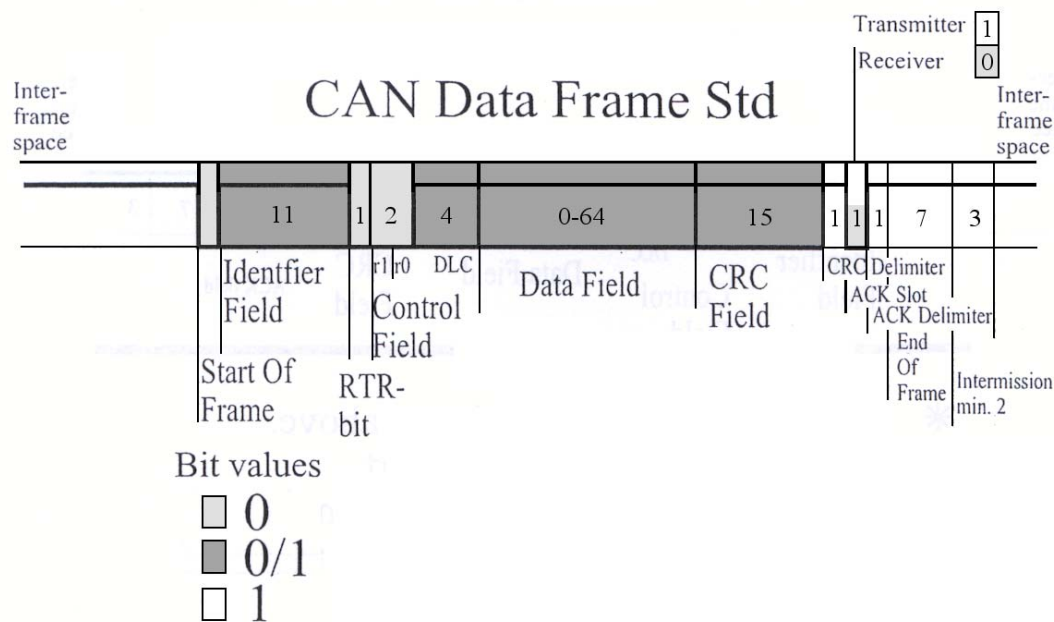 Transmitter 1
Receiver 0
Inter-
frame
space
CAN Data Frame Std
Inter-
frame
space
11 1 2 4 0-64 15 1 1 1 7 3
Identfier
Field
r1 r0
Control
Field
DLC
Data Field
CRC
Field
CRC Delimiter
ACK Slot
ACK Delimiter
End
Of
Frame
Intermission
min. 2
Start Of
Frame
RTR-
bit
Bit values
0
0/1
1